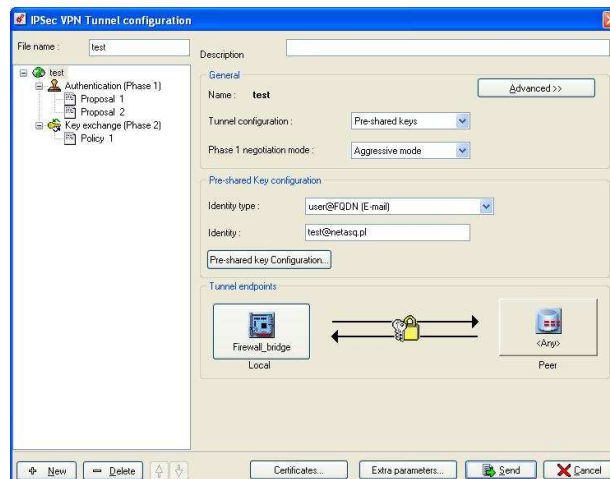 IPSec VPN Tunnel configuration
File name : test
Description
test
Authentication (Phase 1)
Proposal 1
Proposal 2
Key exchange (Phase 2)
Policy 1
General
Name : test
Advanced >>
Tunnel configuration : Pre-shared keys
Phase 1 negotiation mode : Aggressive mode
Pre-shared Key configuration
Identity type : user@FQDN (E-mail)
Identity : test@netasq.pl
Pre-shared key Configuration...
Tunnel endpoints
Firewall_bridge
<Any>
Local
Peer
New
Delete
Certificates...
Extra parameters...
Send
Cancel